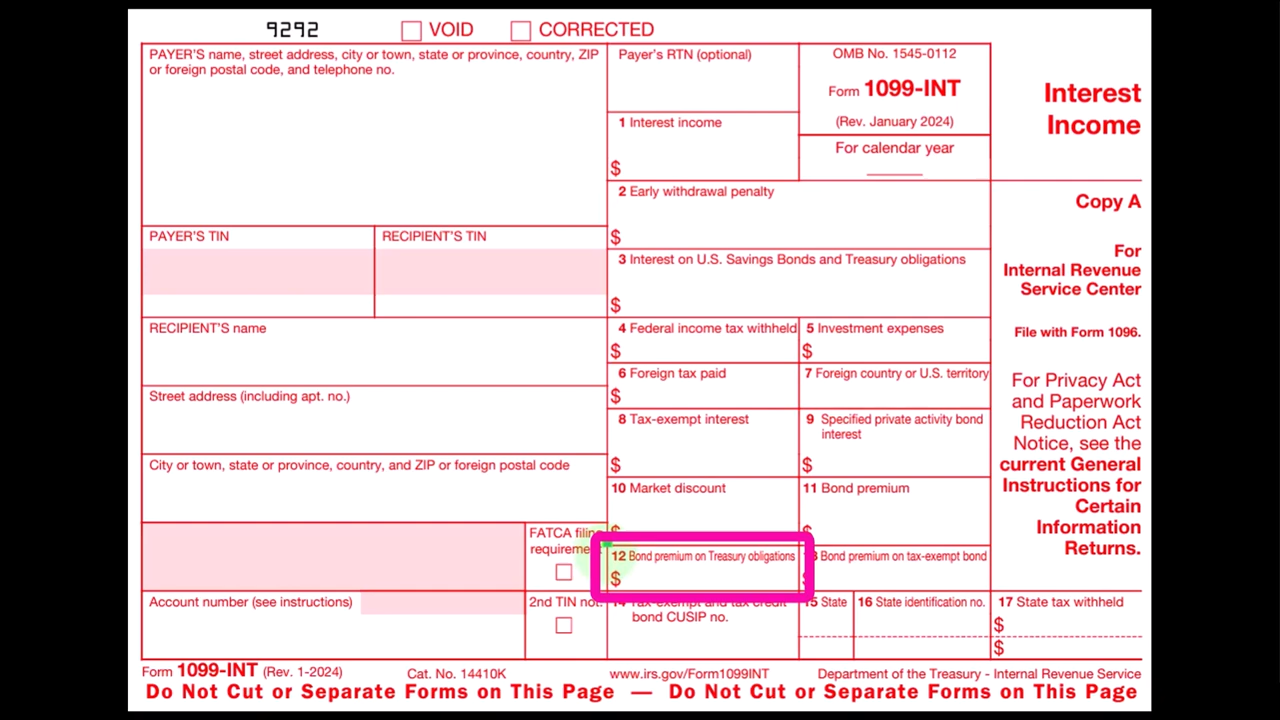 9292
VOID
CORRECTED
PAYER'S name, street address, city or town, state or province, country, ZIP
or foreign postal code, and telephone no.
Payer's RTN (optional)
OMB No. 1545-0112
Form 1099-INT
(Rev. January 2024)
For calendar year
Interest
Income
1 Interest income
$
2 Early withdrawal penalty
$
Copy A
For
Internal Revenue
Service Center
File with Form 1096.
For Privacy Act
and Paperwork
Reduction Act
Notice, see the
current General
Instructions for
Certain
Information
Returns.
PAYER'S TIN
RECIPIENT'S TIN
3 Interest on U.S. Savings Bonds and Treasury obligations
$
RECIPIENT'S name
4 Federal income tax withheld
$
5 Investment expenses
$
6 Foreign tax paid
$
7 Foreign country or U.S. territory
Street address (including apt. no.)
8 Tax-exempt interest
$
9 Specified private activity bond
interest
$
City or town, state or province, country, and ZIP or foreign postal code
10 Market discount
$
11 Bond premium
$
FATCA filing
requirement
12 Bond premium on Treasury obligations
$
13 Bond premium on tax-exempt bond
$
Account number (see instructions)
2nd TIN not.
14 Tax-exempt and tax credit
bond CUSIP no.
15 State
16 State identification no.
17 State tax withheld
$
$
Form 1099-INT (Rev. 1-2024)
Cat. No. 14410K
www.irs.gov/Form1099INT
Department of the Treasury - Internal Revenue Service
Do Not Cut or Separate Forms on This Page — Do Not Cut or Separate Forms on This Page